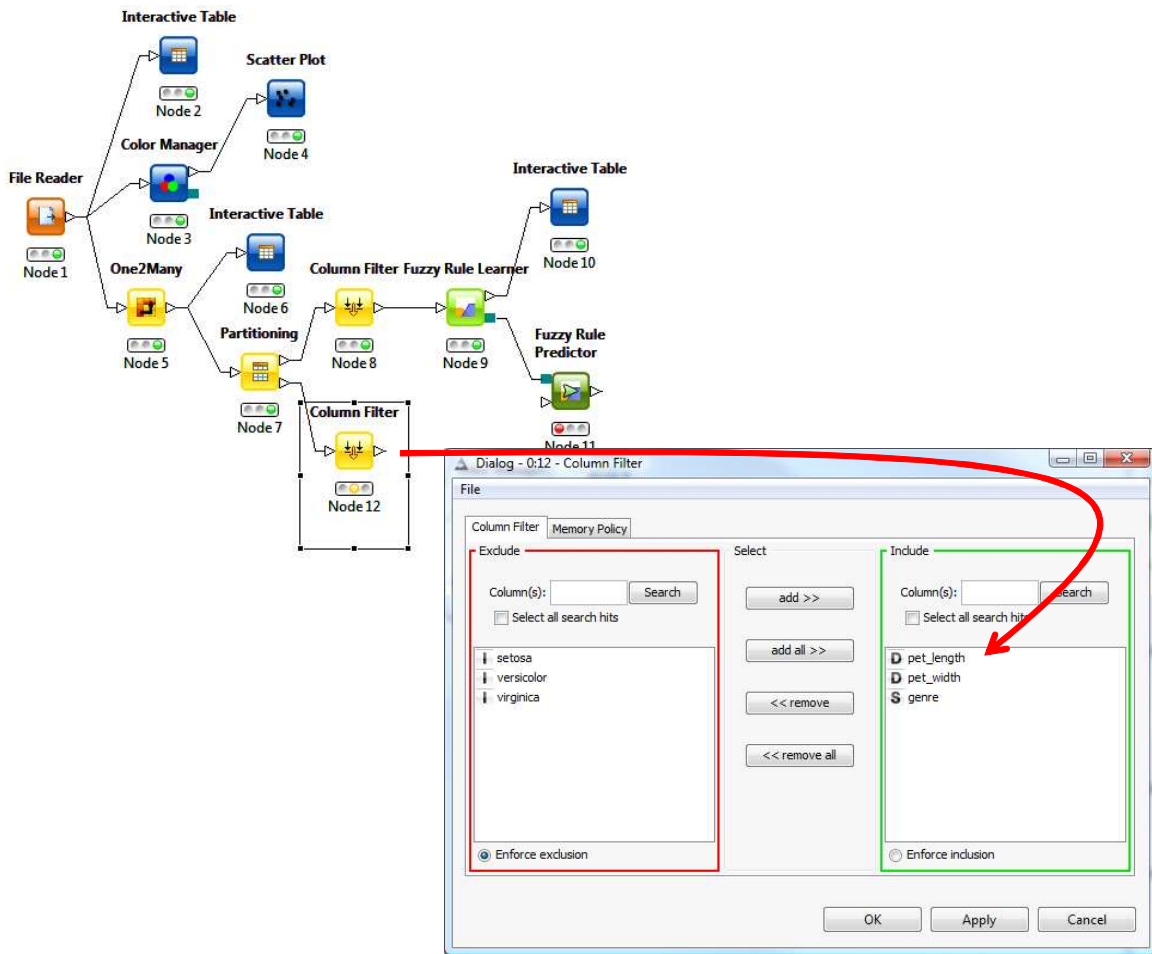 Interactive Table
Node 2
Scatter Plot
Node 4
Color Manager
Node 3
File Reader
Node 1
Interactive Table
Node 6
Interactive Table
Node 10
One2Many
Node 5
Column Filter
Node 8
Fuzzy Rule Learner
Node 9
Partitioning
Node 7
Fuzzy Rule
Predictor
Node 11
Column Filter
Node 12
Dialog - 0:12 - Column Filter
File
Column Filter Memory Policy
Exclude
Column(s): Search
Select all search hits
setosa
versicolor
virginica
Enforce exclusion
Select
add >>
add all >>
<< remove
<< remove all
Include
Column(s): Search
Select all search hits
D pet_length
D pet_width
S genre
Enforce inclusion
OK Apply Cancel